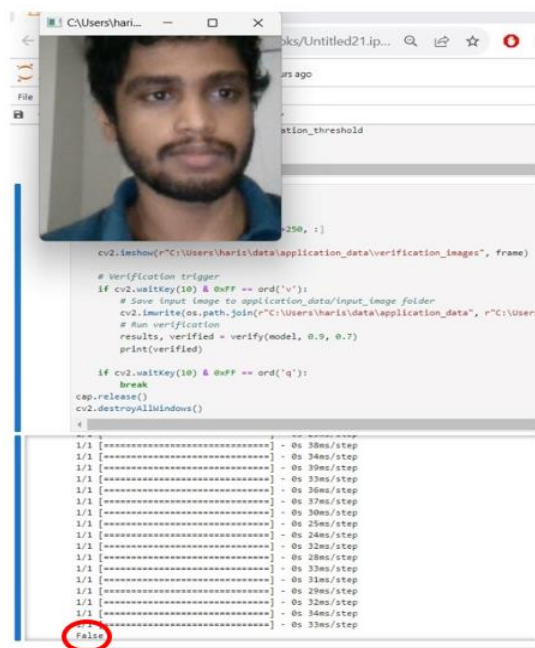 C:\Users\hari...
oks/Untitled21.ip...
urs ago
File
ation_threshold
>250, :]
cv2.imshow(r"C:\Users\haris\data\application_data\verification_images", frame)
# Verification trigger
if cv2.waitKey(10) & 0xFF == ord('v'):
# Save input image to application_data/input_image folder
cv2.imwrite(os.path.join(r"C:\Users\haris\data\application_data", r"C:\User
# Run verification
results, verified = verify(model, 0.9, 0.7)
print(verified)
if cv2.waitKey(10) & 0xFF == ord('q'):
break
cap.release()
cv2.destroyAllWindows()
1/1 [==============================] - 0s 38ms/step
1/1 [==============================] - 0s 34ms/step
1/1 [==============================] - 0s 39ms/step
1/1 [==============================] - 0s 33ms/step
1/1 [==============================] - 0s 36ms/step
1/1 [==============================] - 0s 37ms/step
1/1 [==============================] - 0s 30ms/step
1/1 [==============================] - 0s 25ms/step
1/1 [==============================] - 0s 24ms/step
1/1 [==============================] - 0s 32ms/step
1/1 [==============================] - 0s 28ms/step
1/1 [==============================] - 0s 33ms/step
1/1 [==============================] - 0s 31ms/step
1/1 [==============================] - 0s 29ms/step
1/1 [==============================] - 0s 32ms/step
1/1 [==============================] - 0s 34ms/step
1/1 [==============================] - 0s 33ms/step
False